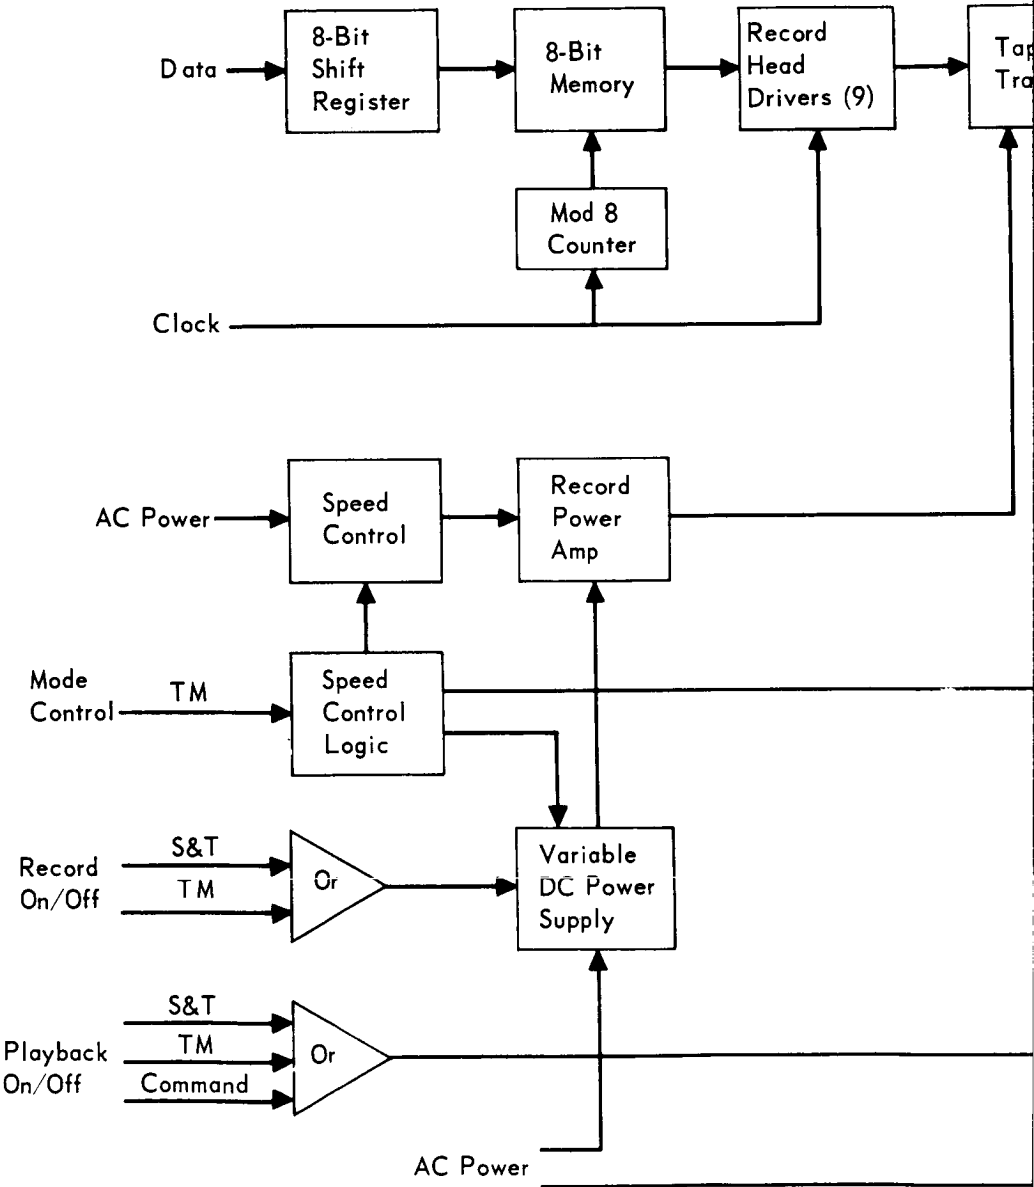 Data
8-Bit
Shift
Register
8-Bit
Memory
Record
Head
Drivers (9)
Mod 8
Counter
Clock
AC Power
Speed
Control
Record
Power
Amp
Mode
Control
TM
Speed
Control
Logic
Record
On/Off
S&T
TM
Or
Variable
DC Power
Supply
Playback
On/Off
S&T
TM
Command
Or
AC Power